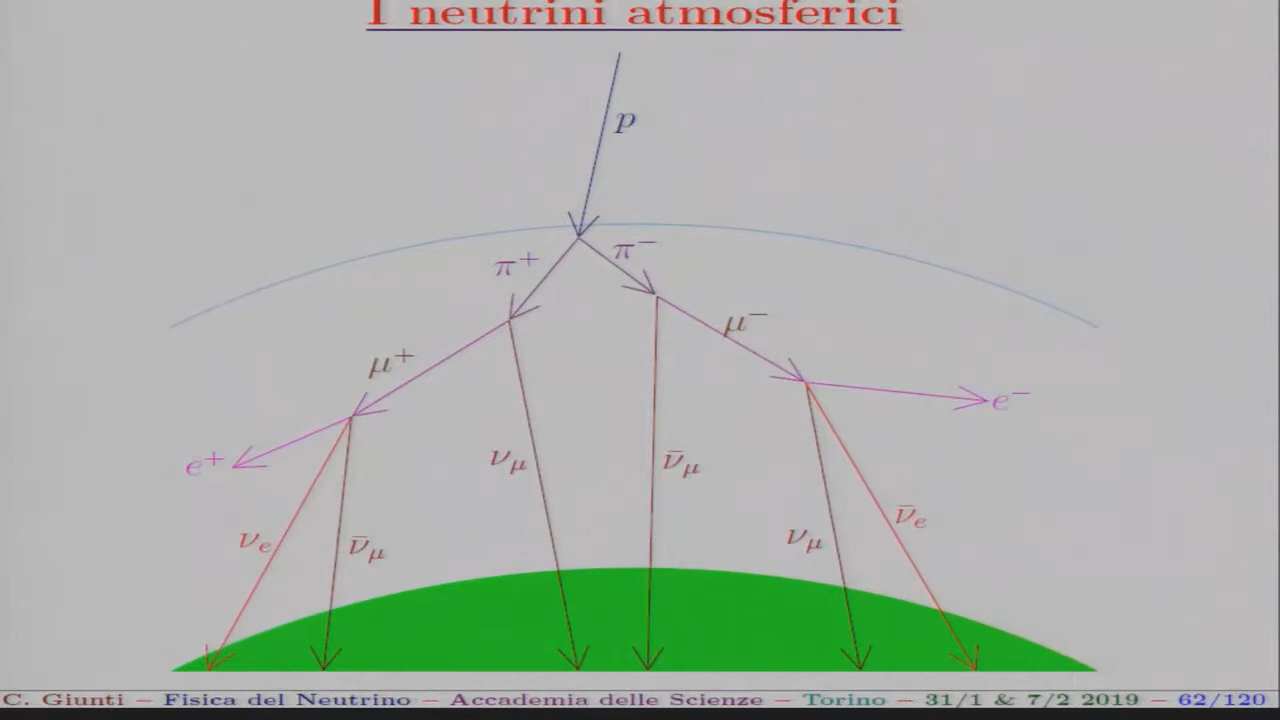 I neutrini atmosferici
p
π⁺ π⁻
μ⁻
μ⁺
e⁻
e⁺ ν_μ ν̄_μ
ν̄_e
ν_e ν̄_μ ν_μ
C. Giunti – Fisica del Neutrino – Accademia delle Scienze – Torino – 31/1 & 7/2 2019 – 62/120